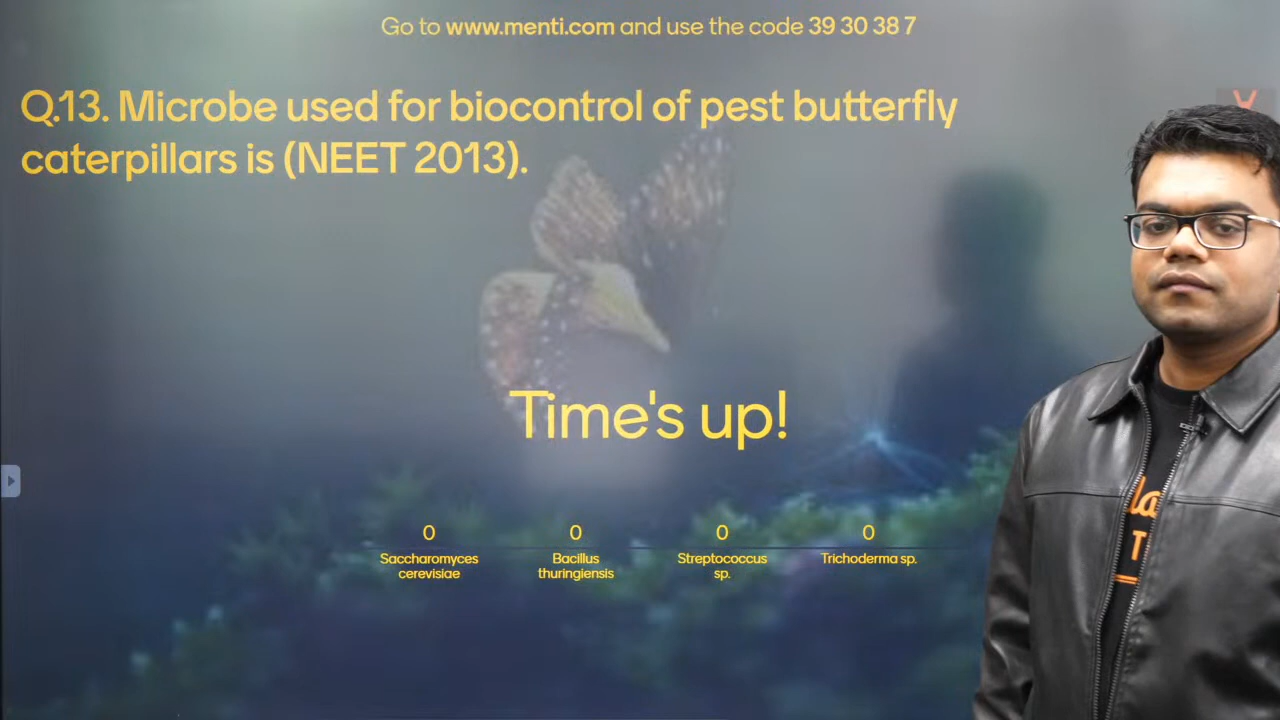 Go to www.menti.com and use the code 39 30 38 7
Q.13. Microbe used for biocontrol of pest butterfly
caterpillars is (NEET 2013).
Time's up!
0
0
0
0
Saccharomyces
cerevisiae
Bacillus
thuringiensis
Streptococcus
sp.
Trichoderma sp.